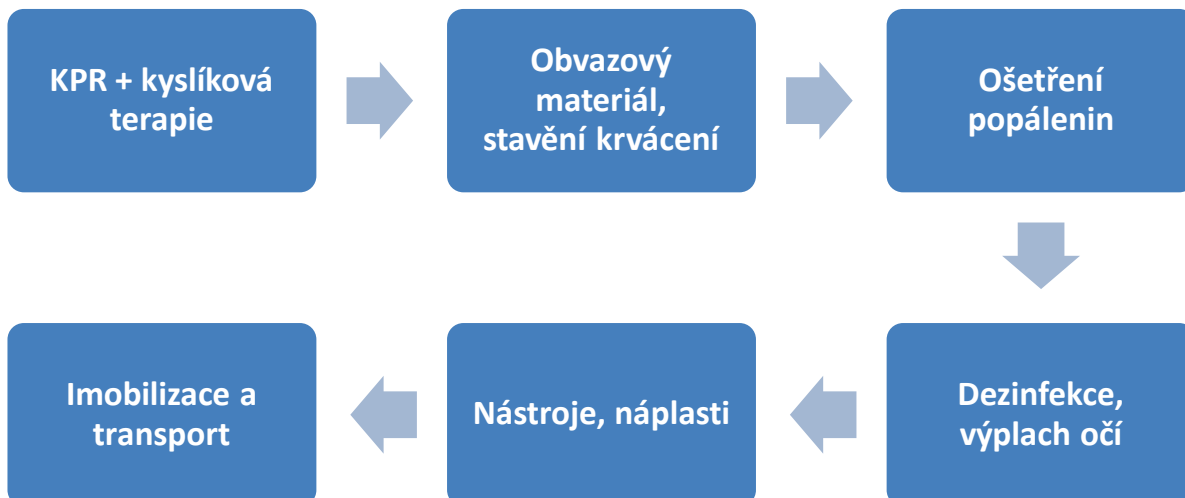 KPR + kyslíková
terapie
Obvazový
materiál,
stavění krvácení
Ošetření
popálenin
Dezinfekce,
výplach očí
Nástroje, náplasti
Imobilizace a
transport